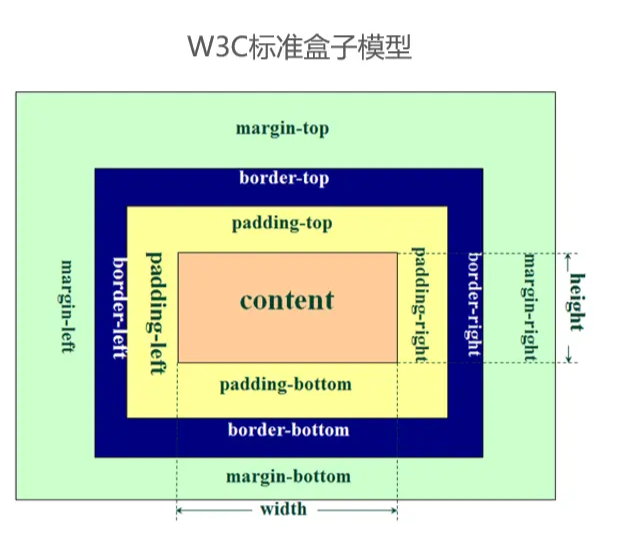 W3C标准盒子模型
margin-top
border-top
padding-top
margin-left
border-left
padding-left
content
padding-right
border-right
margin-right
height
padding-bottom
border-bottom
margin-bottom
width